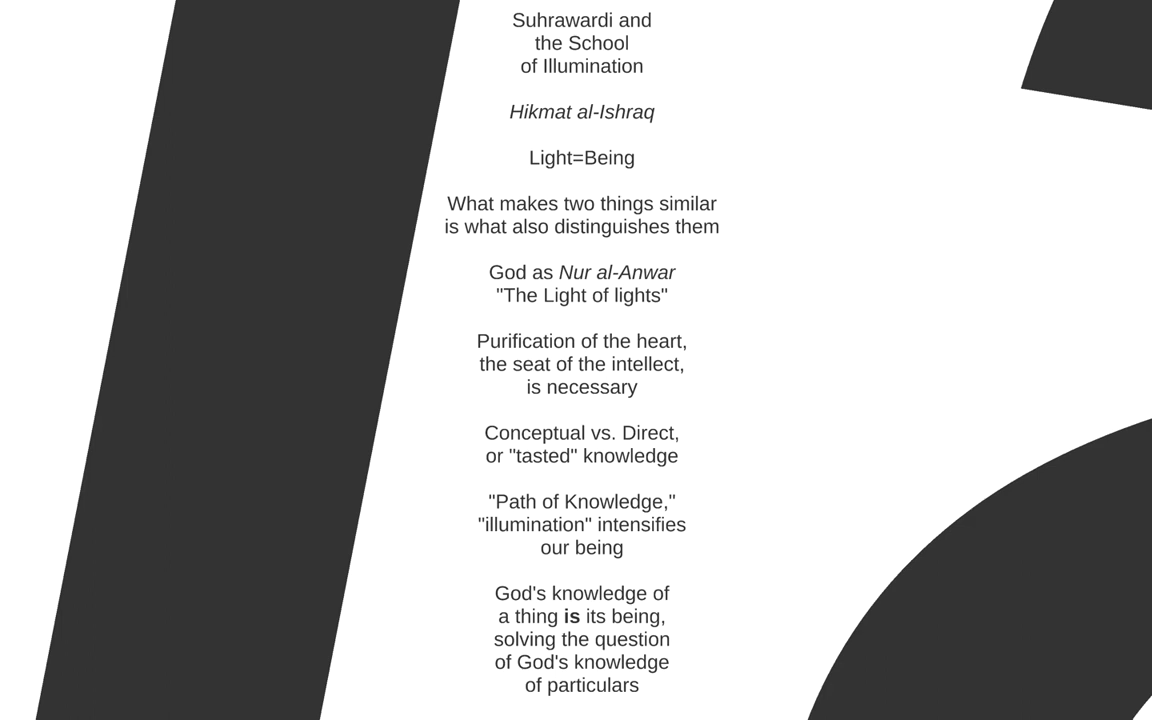 Suhrawardi and
the School
of Illumination
Hikmat al-Ishraq
Light=Being
What makes two things similar
is what also distinguishes them
God as Nur al-Anwar
"The Light of lights"
Purification of the heart,
the seat of the intellect,
is necessary
Conceptual vs. Direct,
or "tasted" knowledge
"Path of Knowledge,"
"illumination" intensifies
our being
God's knowledge of
a thing is its being,
solving the question
of God's knowledge
of particulars